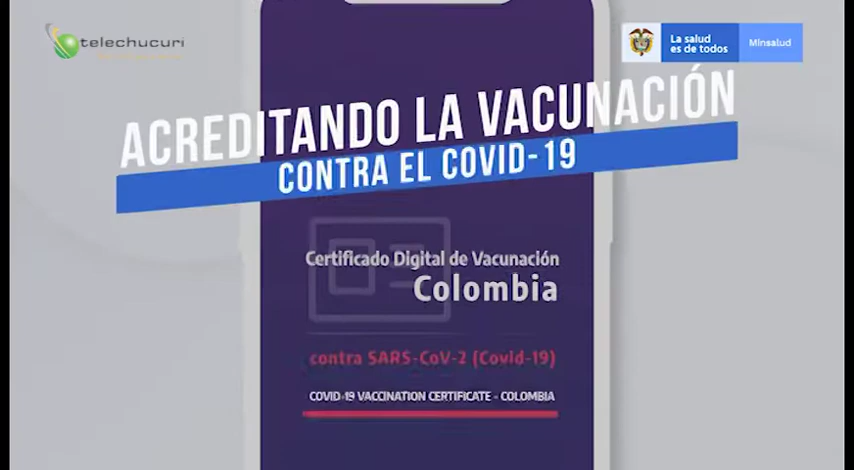 telechucuri
La salud
es de todos
Minsalud
ACREDITANDO LA VACUNACIÓN
CONTRA EL COVID-19
Certificado Digital de Vacunación
Colombia
contra SARS-CoV-2 (Covid-19)
COVID-19 VACCINATION CERTIFICATE - COLOMBIA